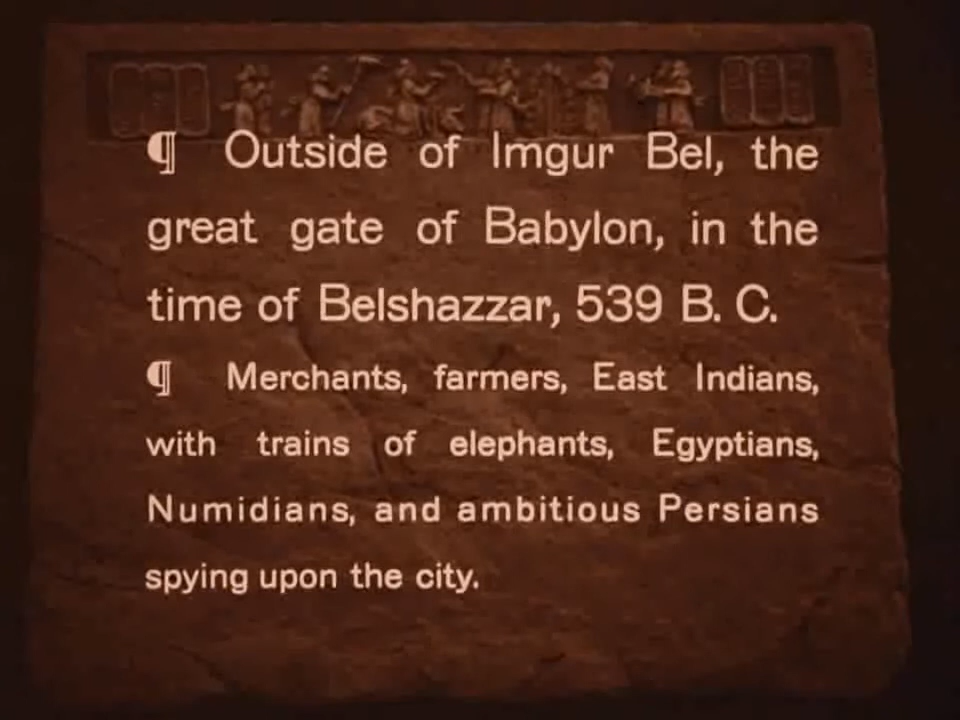 ¶ Outside of Imgur Bel, the
great gate of Babylon, in the
time of Belshazzar, 539 B. C.
¶ Merchants, farmers, East Indians,
with trains of elephants, Egyptians,
Numidians, and ambitious Persians
spying upon the city.